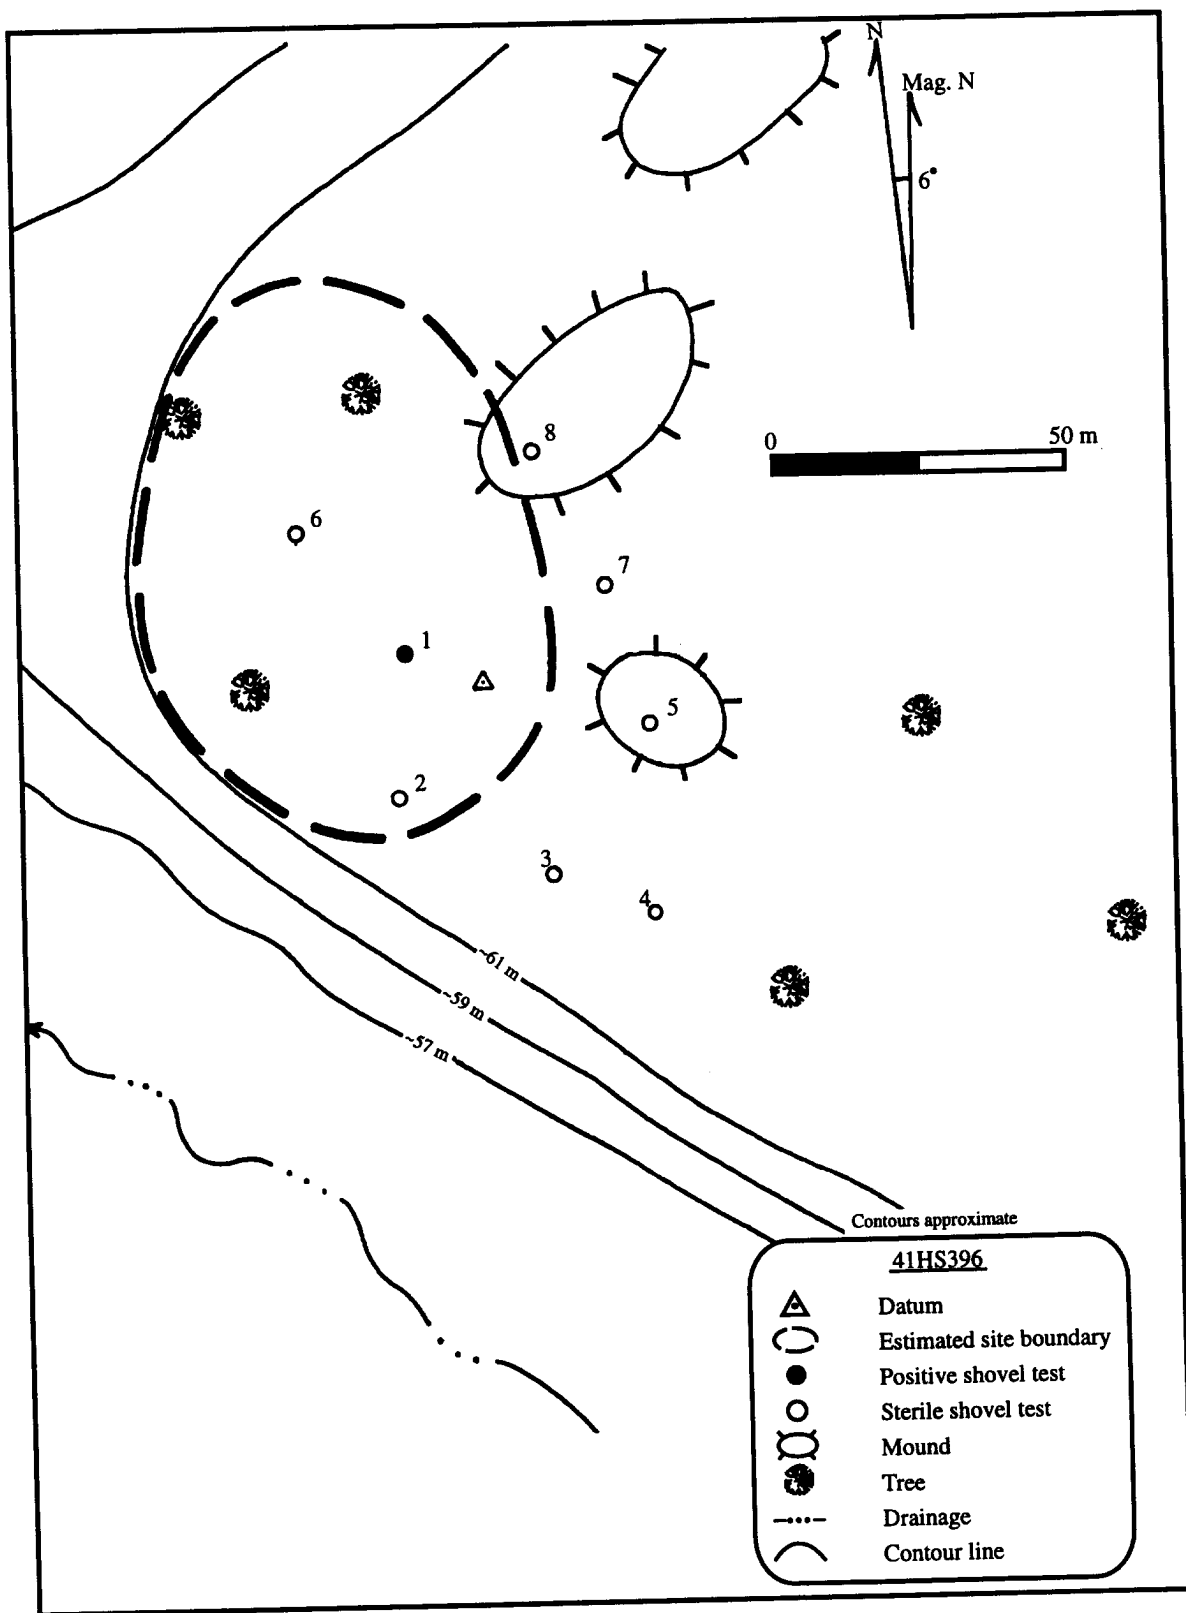 N
Mag. N
6°
0 50 m
8
6
7
1
5
2
3
4
~61 m
~59 m
~57 m
Contours approximate
41HS396
Datum
Estimated site boundary
Positive shovel test
Sterile shovel test
Mound
Tree
Drainage
Contour line